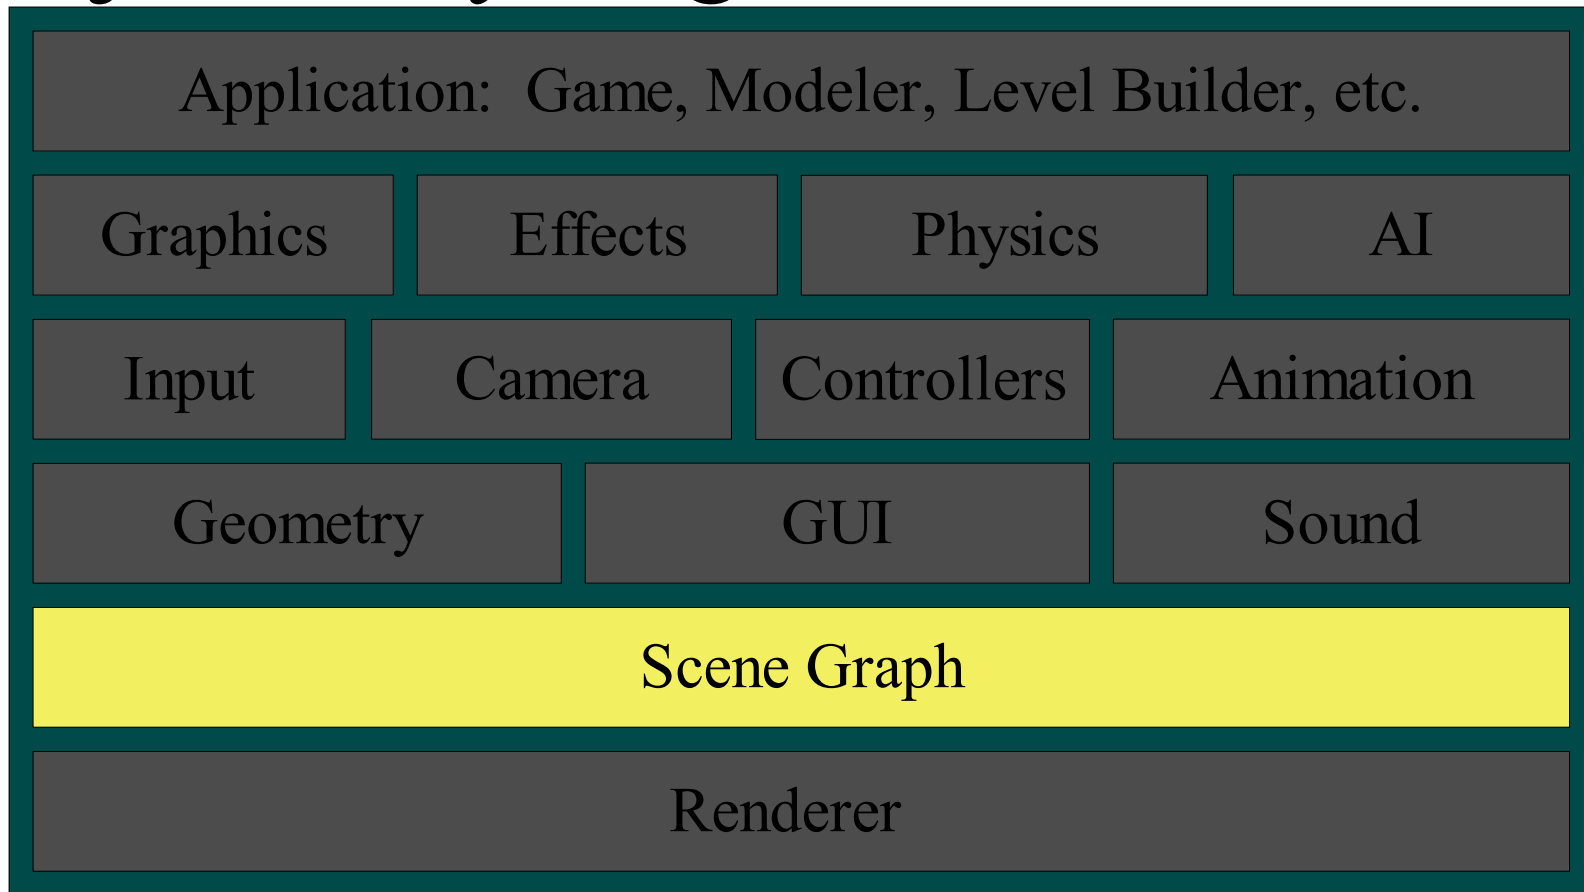 Application: Game, Modeler, Level Builder, etc.
Graphics
Effects
Physics
AI
Input
Camera
Controllers
Animation
Geometry
GUI
Sound
Scene Graph
Renderer